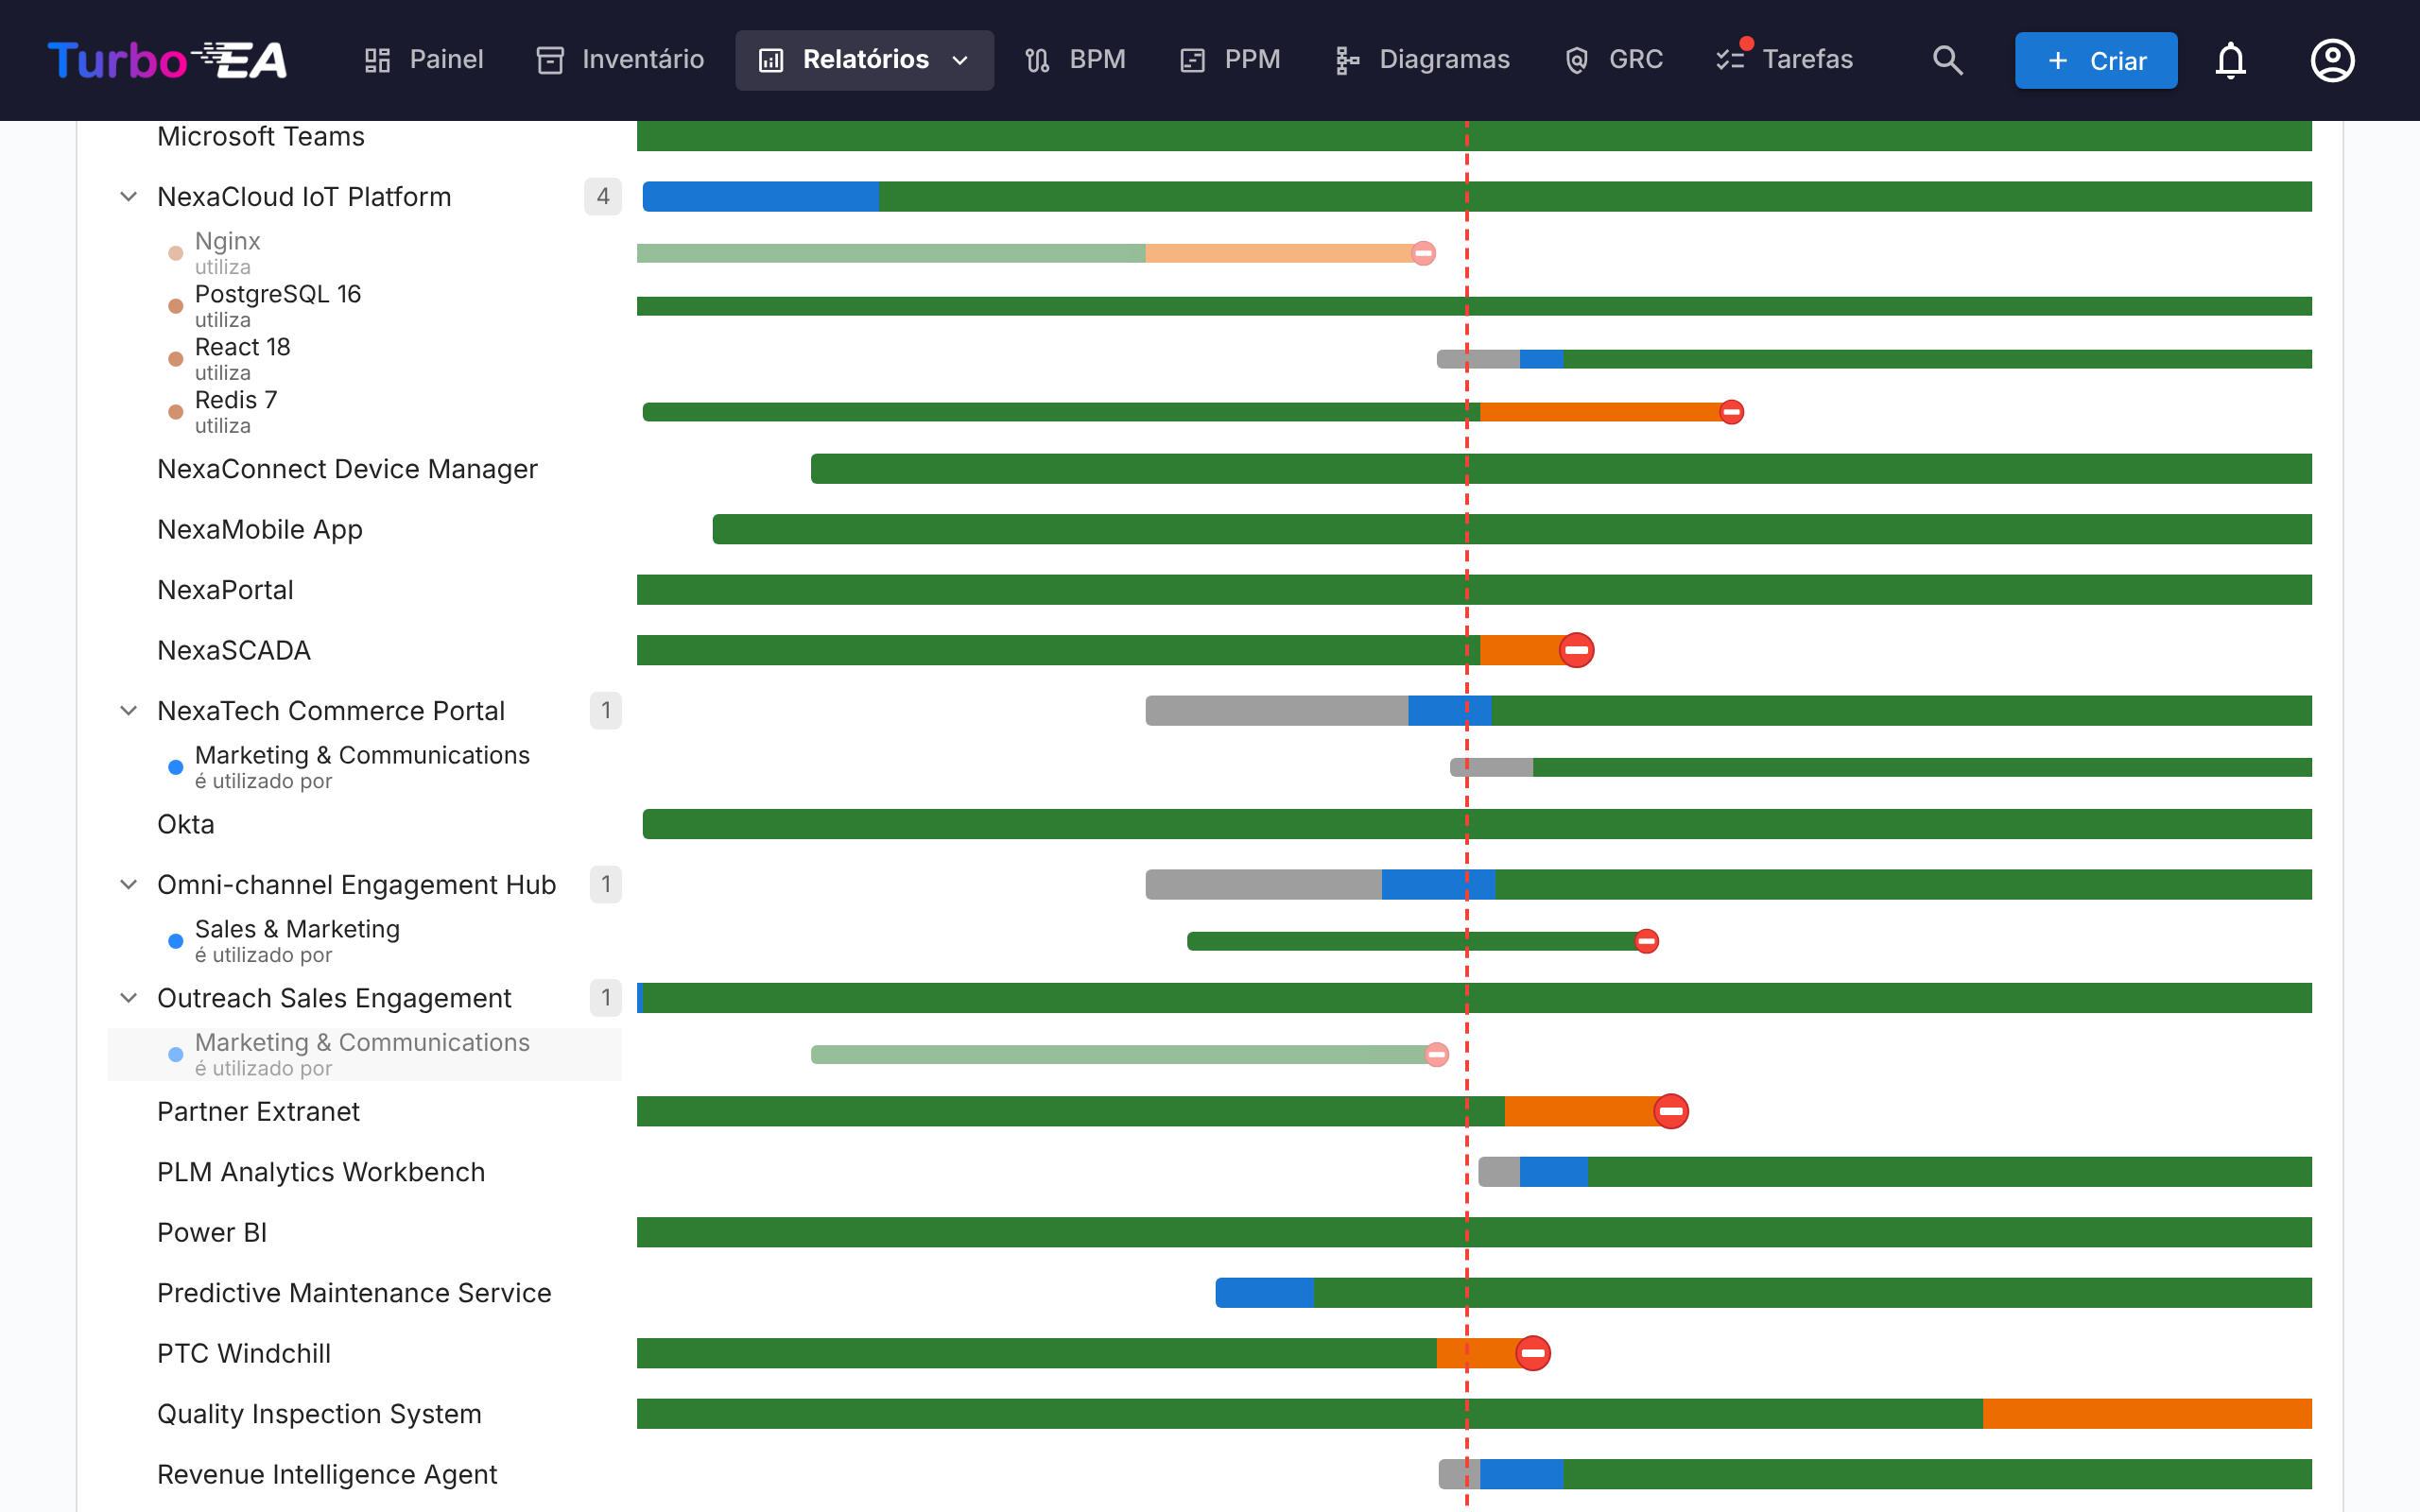 Turbo EA
Painel
Inventário
Relatórios
BPM
PPM
Diagramas
GRC
Tarefas
+ Criar
Microsoft Teams
NexaCloud IoT Platform 4
Nginx
utiliza
PostgreSQL 16
utiliza
React 18
utiliza
Redis 7
utiliza
NexaConnect Device Manager
NexaMobile App
NexaPortal
NexaSCADA
NexaTech Commerce Portal 1
Marketing & Communications
é utilizado por
Okta
Omni-channel Engagement Hub 1
Sales & Marketing
é utilizado por
Outreach Sales Engagement 1
Marketing & Communications
é utilizado por
Partner Extranet
PLM Analytics Workbench
Power BI
Predictive Maintenance Service
PTC Windchill
Quality Inspection System
Revenue Intelligence Agent